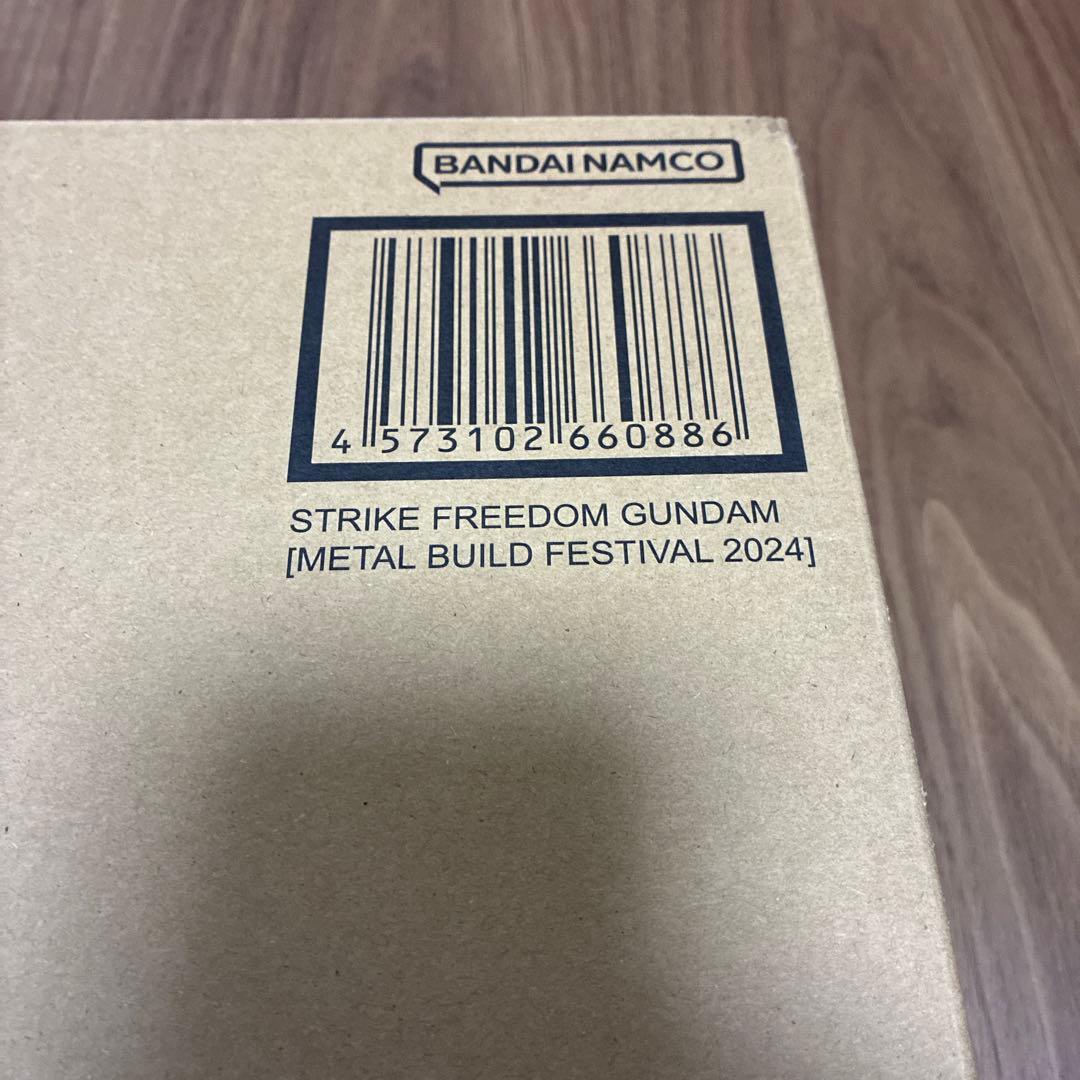 BANDAI NAMCO
4 573102 660886
STRIKE FREEDOM GUNDAM
[METAL BUILD FESTIVAL 2024]